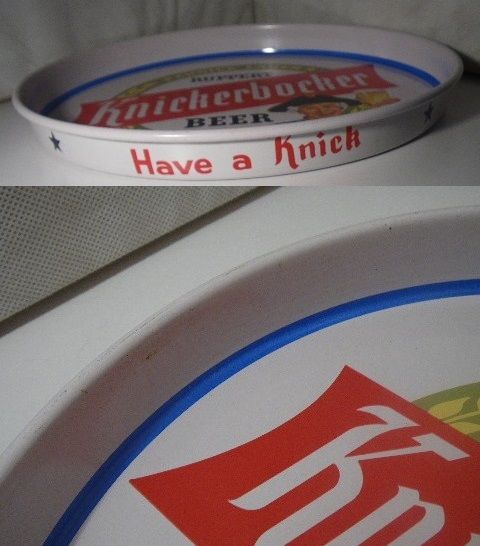 RUPPERT
Knickerbocker
BEER
Have a Knick
Kn